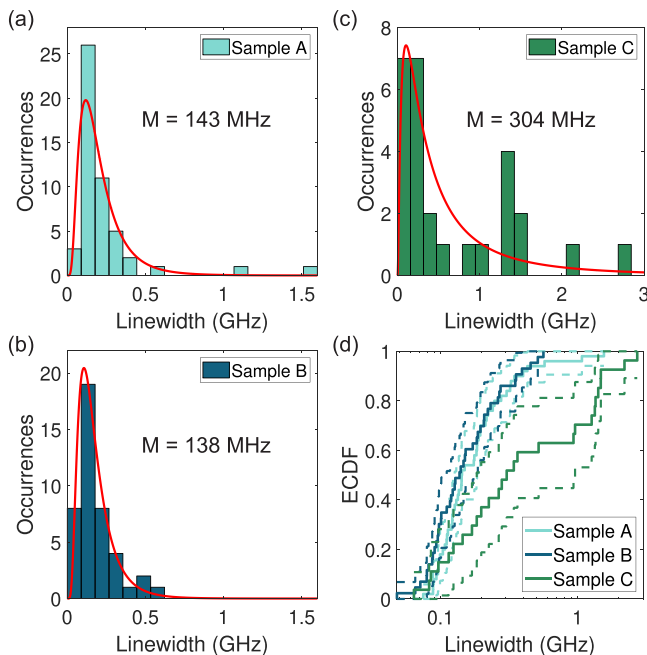 (a)
Sample A
M = 143 MHz
Occurrences
25
20
15
10
5
0
0 0.5 1 1.5
Linewidth (GHz)
(b)
Sample B
M = 138 MHz
Occurrences
20
15
10
5
0
0 0.5 1 1.5
Linewidth (GHz)
(c)
Sample C
M = 304 MHz
Occurrences
8
6
4
2
0
0 1 2 3
Linewidth (GHz)
(d)
ECDF
1
0.8
0.6
0.4
0.2
0
Sample A
Sample B
Sample C
0.1 1
Linewidth (GHz)